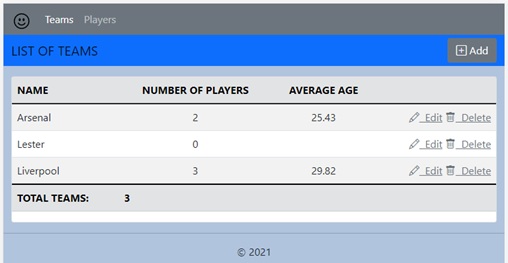 Teams Players
LIST OF TEAMS Add
NAME NUMBER OF PLAYERS AVERAGE AGE
Arsenal 2 25.43 Edit Delete
Lester 0 Edit Delete
Liverpool 3 29.82 Edit Delete
TOTAL TEAMS: 3
© 2021